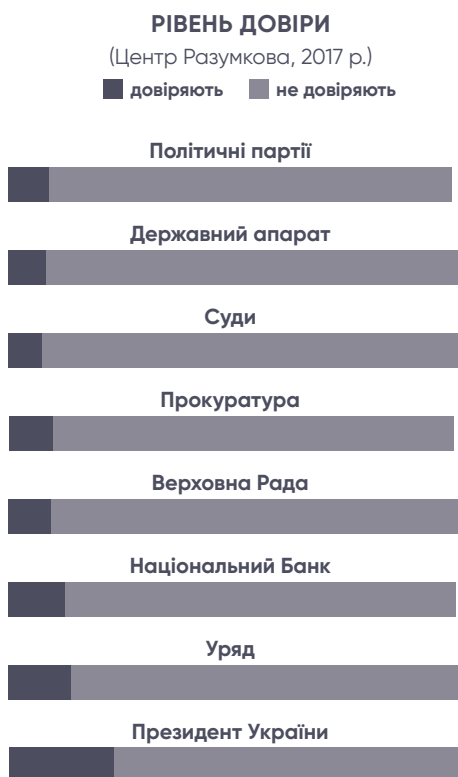 РІВЕНЬ ДОВІРИ
(Центр Разумкова, 2017 р.)
довіряють не довіряють
Політичні партії
Державний апарат
Суди
Прокуратура
Верховна Рада
Національний Банк
Уряд
Президент України